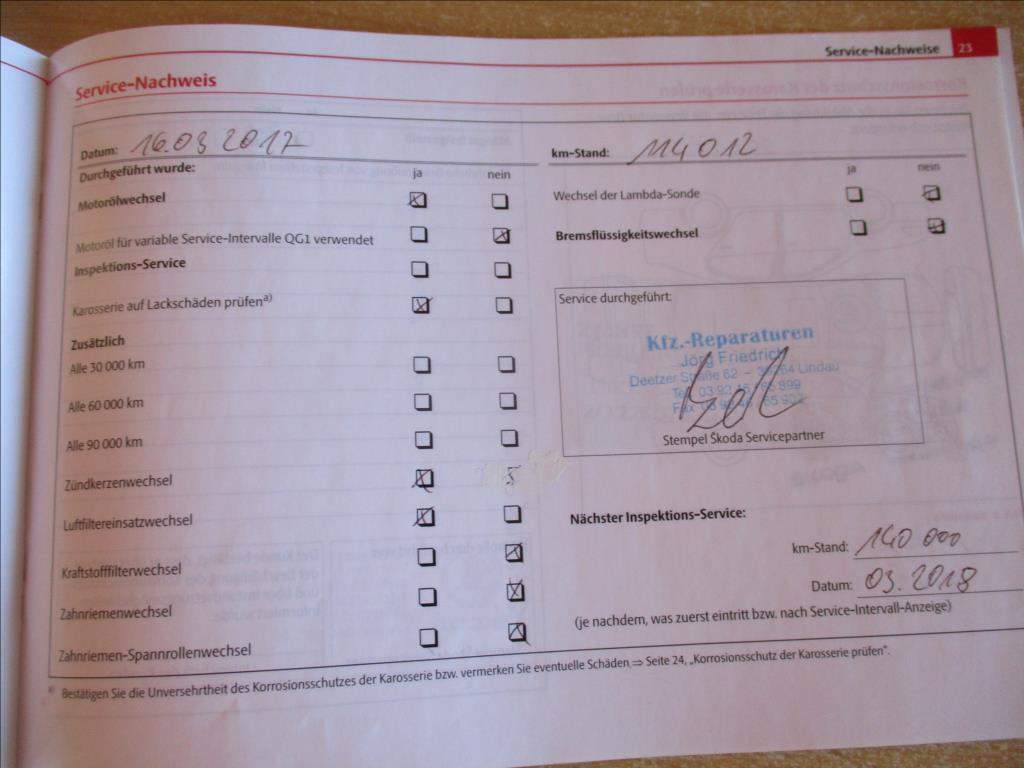 Service-Nachweise 23
Service-Nachweis
Datum: 16.03.2017
km-Stand: 114012
Durchgeführt wurde: ja nein
ja nein
Motorölwechsel
Wechsel der Lambda-Sonde
Motoröl für variable Service-Intervalle QG1 verwendet
Bremsflüssigkeitswechsel
Inspektions-Service
Karosserie auf Lackschäden prüfen a)
Service durchgeführt:
Kfz.-Reparaturen
Jörg Friedrich
Deetzer Straße 62 - Lindau
Stempel Škoda Servicepartner
Zusätzlich
Alle 30 000 km
Alle 60 000 km
Alle 90 000 km
Zündkerzenwechsel
Luftfiltereinsatzwechsel
Kraftstofffilterwechsel
Zahnriemenwechsel
Zahnriemen-Spannrollenwechsel
Nächster Inspektions-Service:
km-Stand: 140 000
Datum: 03.2018
(je nachdem, was zuerst eintritt bzw. nach Service-Intervall-Anzeige)
a) Bestätigen Sie die Unversehrtheit des Korrosionsschutzes der Karosserie bzw. vermerken Sie eventuelle Schäden ⇒ Seite 24, „Korrosionsschutz der Karosserie prüfen".